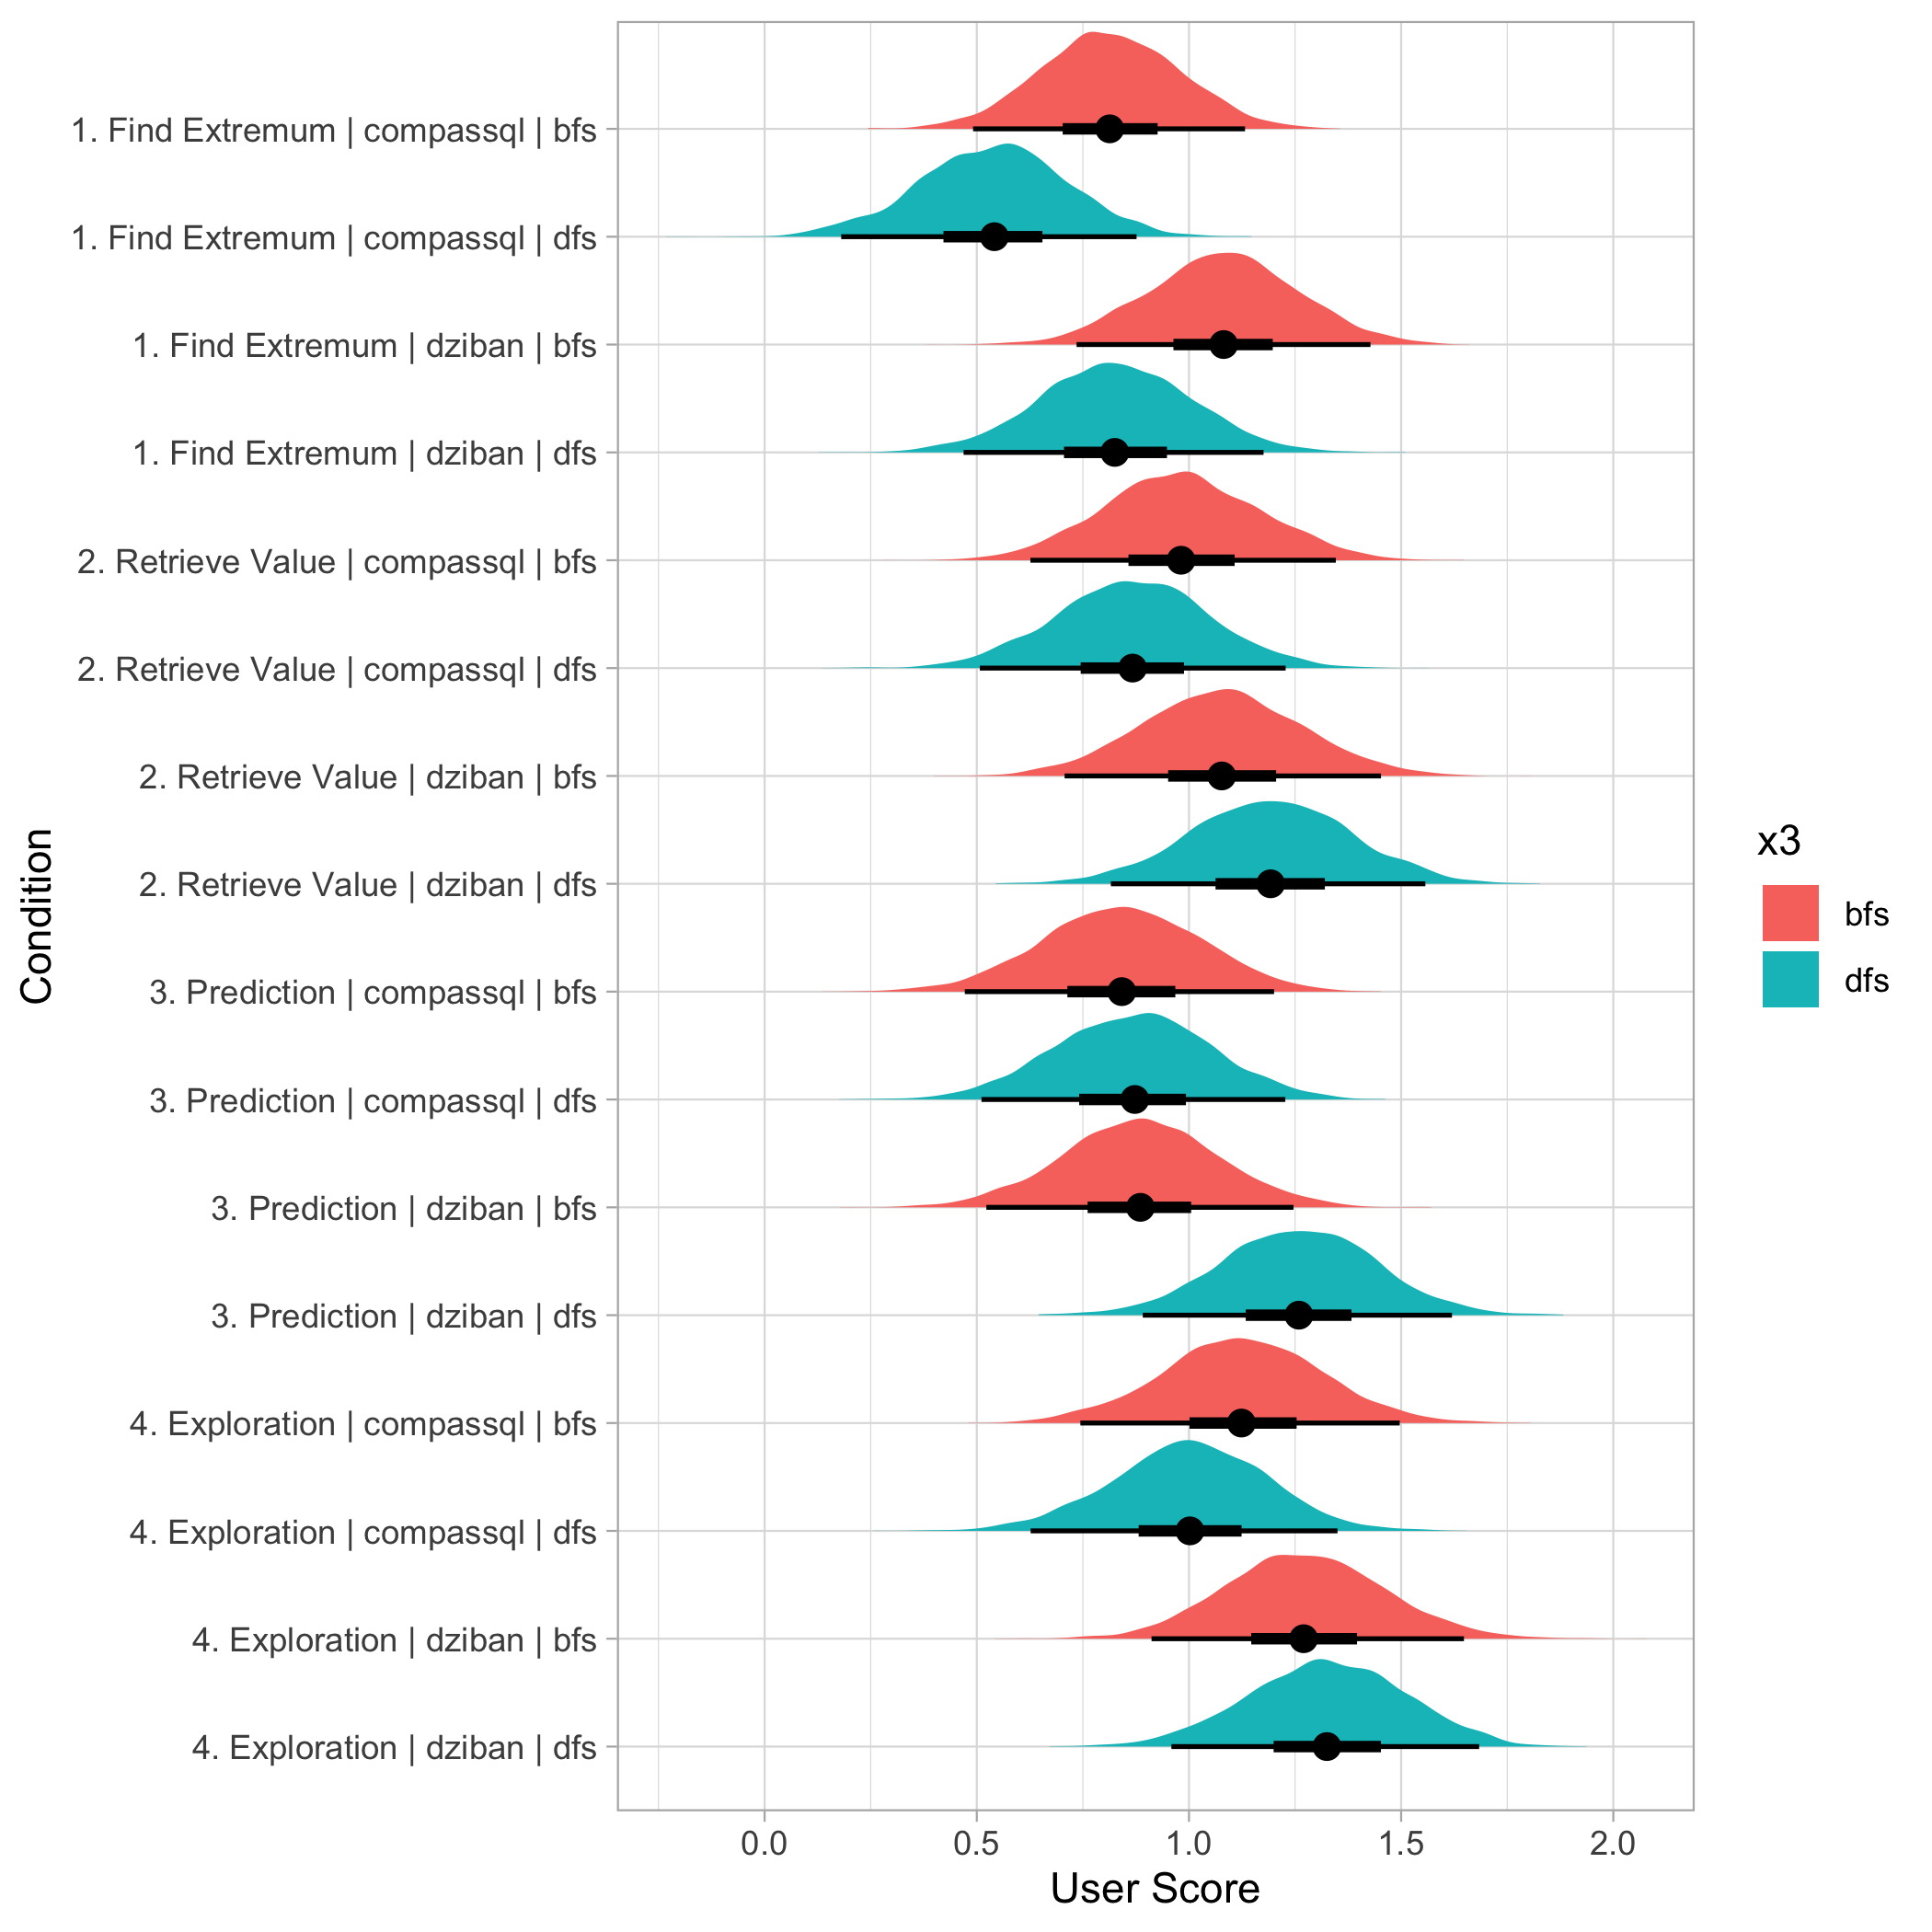 1. Find Extremum | compassql | bfs
1. Find Extremum | compassql | dfs
1. Find Extremum | dziban | bfs
1. Find Extremum | dziban | dfs
2. Retrieve Value | compassql | bfs
2. Retrieve Value | compassql | dfs
2. Retrieve Value | dziban | bfs
2. Retrieve Value | dziban | dfs
3. Prediction | compassql | bfs
3. Prediction | compassql | dfs
3. Prediction | dziban | bfs
3. Prediction | dziban | dfs
4. Exploration | compassql | bfs
4. Exploration | compassql | dfs
4. Exploration | dziban | bfs
4. Exploration | dziban | dfs
Condition
0.0 0.5 1.0 1.5 2.0
User Score
x3
bfs
dfs